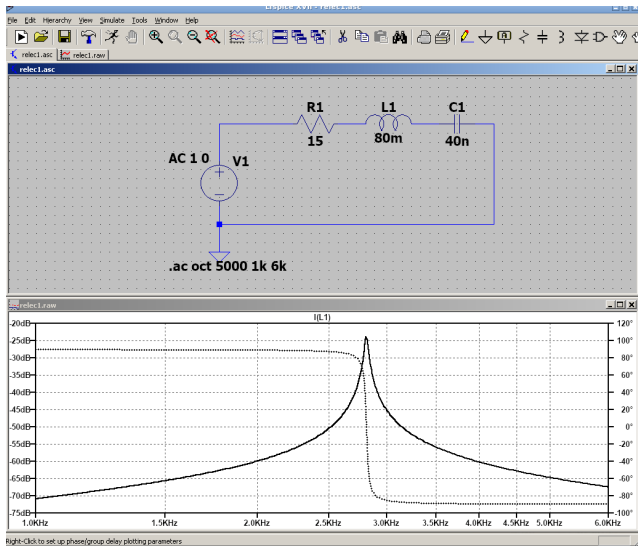 LTspice XVII - relec1.asc
File Edit Hierarchy View Simulate Tools Window Help
relec1.asc relec1.raw
relec1.asc
R1 L1 C1
15 80m 40n
AC 1 0 V1
.ac oct 5000 1k 6k
relec1.raw
I(L1)
-20dB 120°
-25dB 100°
-30dB 80°
-35dB 60°
-40dB 40°
-45dB 20°
-50dB 0°
-55dB -20°
-60dB -40°
-65dB -60°
-70dB -80°
-75dB -100°
1.0KHz 1.5KHz 2.0KHz 2.5KHz 3.0KHz 3.5KHz 4.0KHz 4.5KHz 5.0KHz 6.0KHz
Right-Click to set up phase/group delay plotting parameters